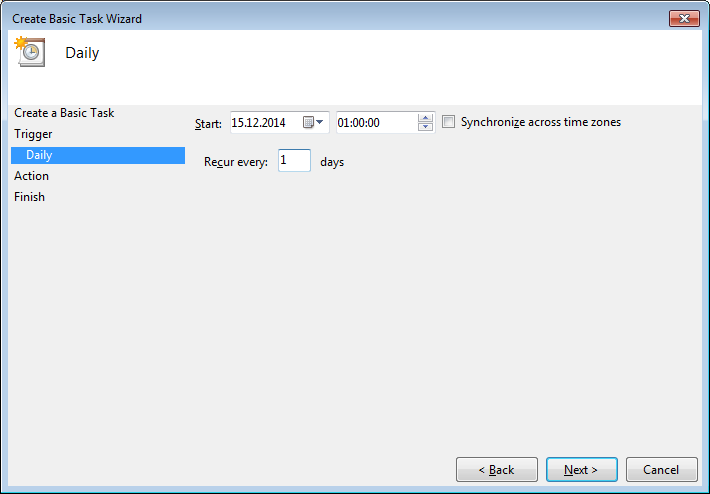 Create Basic Task Wizard
Daily
Create a Basic Task
Trigger
Daily
Action
Finish
Start: 15.12.2014 01:00:00 Synchronize across time zones
Recur every: 1 days
< Back Next > Cancel